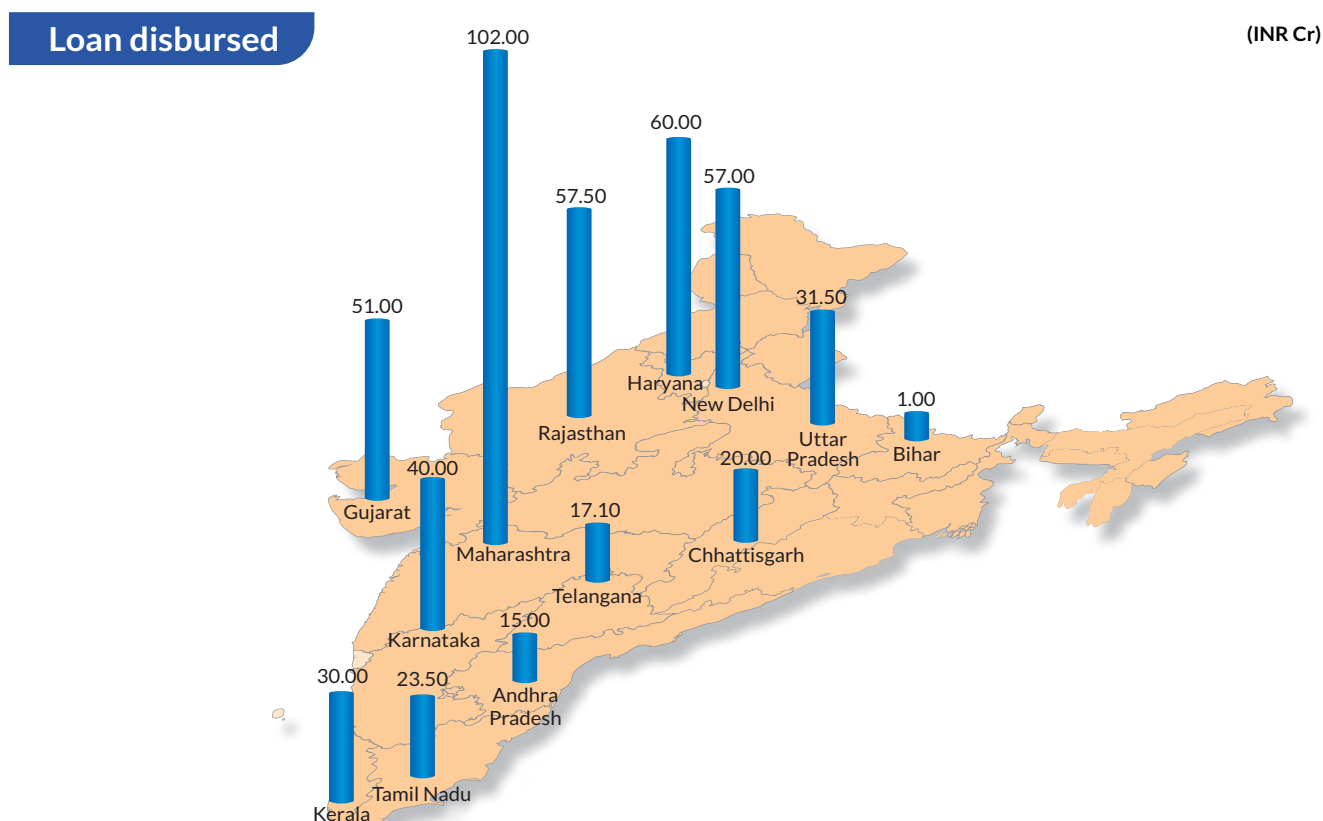 Loan disbursed
(INR Cr)
102.00
60.00
57.00
57.50
31.50
51.00
Haryana
New Delhi
1.00
Rajasthan
Uttar
Pradesh
Bihar
40.00
20.00
Gujarat
17.10
Maharashtra
Chhattisgarh
Telangana
15.00
Karnataka
30.00
23.50
Andhra
Pradesh
Tamil Nadu
Kerala